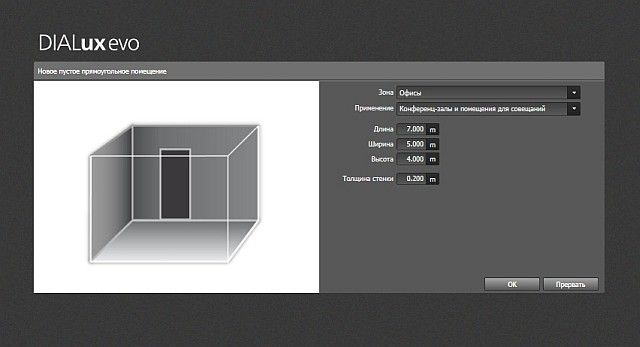 DIALux evo
Новое пустое прямоугольное помещение
Зона Офисы
Применение Конференц-залы и помещения для совещаний
Длина 7.000 m
Ширина 5.000 m
Высота 4.000 m
Толщина стенки 0.200 m
OK Прервать